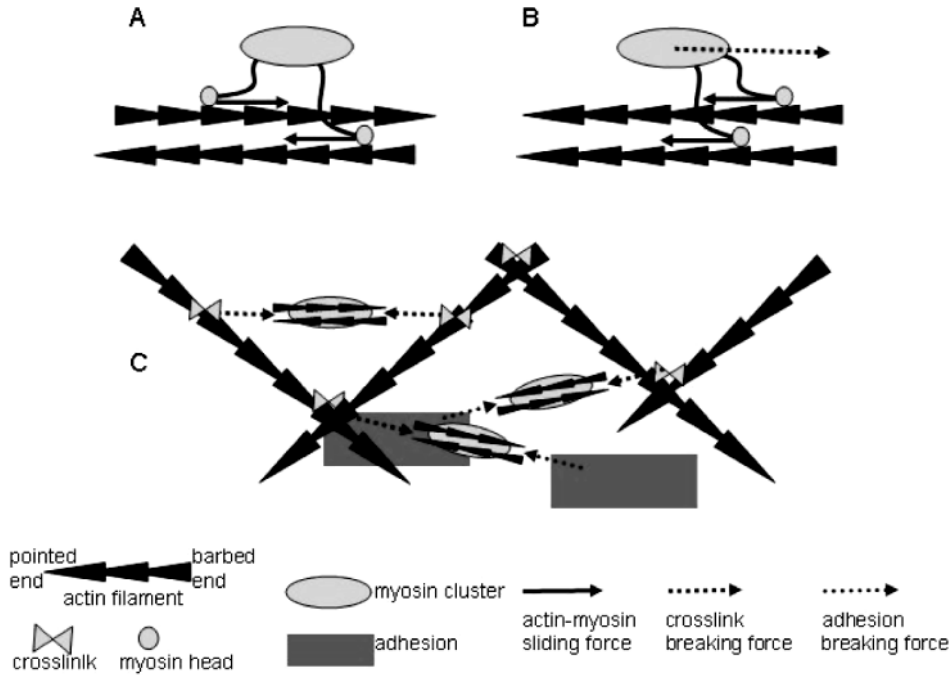 A
B
C
pointed end
barbed end
actin filament
crosslinlk
myosin head
myosin cluster
adhesion
actin-myosin
sliding force
crosslink
breaking force
adhesion
breaking force